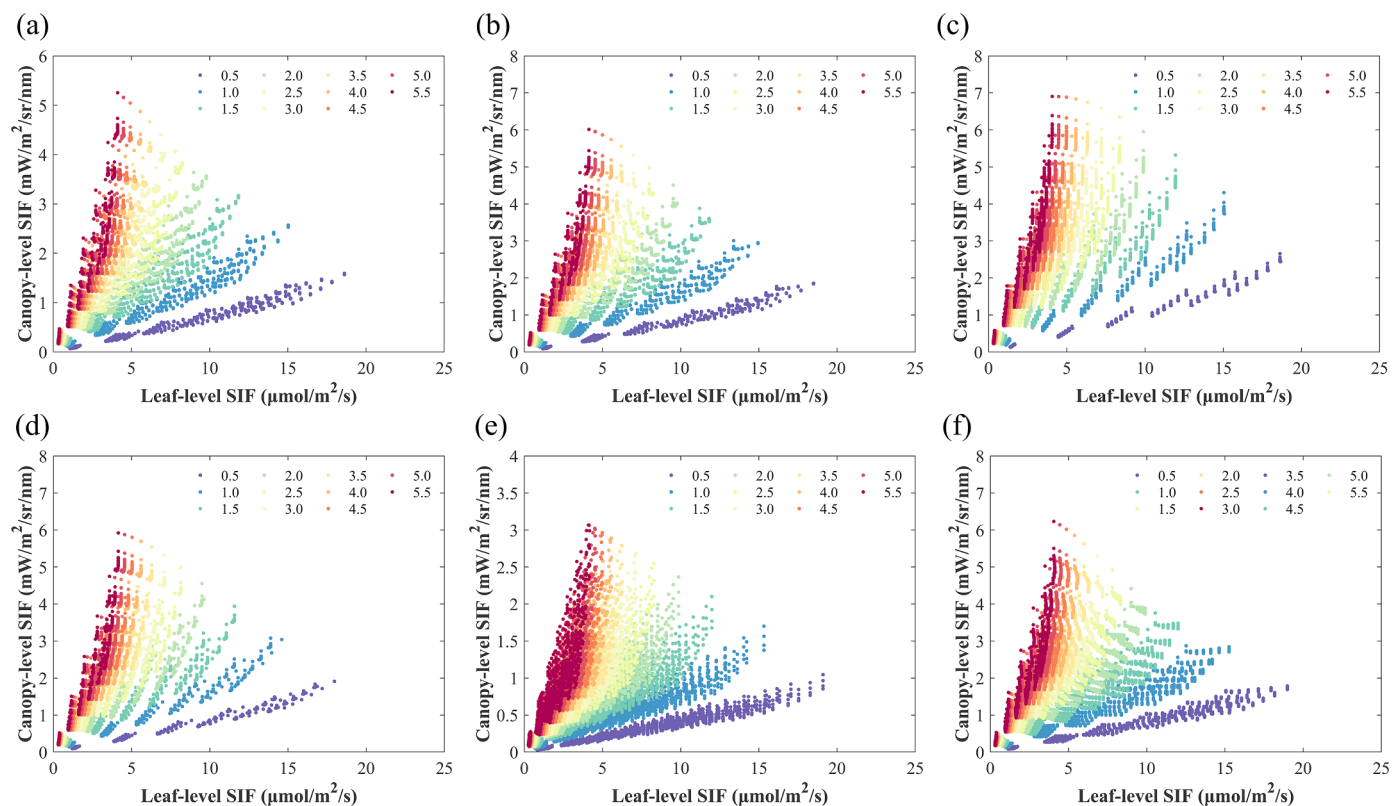 (a)
(b)
(c)
6
5
4
3
2
1
0
0 5 10 15 20 25
0.5 2.0 3.5 5.0
1.0 2.5 4.0 5.5
1.5 3.0 4.5
Canopy-level SIF (mW/m²/sr/nm)
Leaf-level SIF (μmol/m²/s)
8
7
6
5
4
3
2
1
0
0 5 10 15 20 25
0.5 2.0 3.5 5.0
1.0 2.5 4.0 5.5
1.5 3.0 4.5
Canopy-level SIF (mW/m²/sr/nm)
Leaf-level SIF (μmol/m²/s)
8
7
6
5
4
3
2
1
0
0 5 10 15 20 25
0.5 2.0 3.5 5.0
1.0 2.5 4.0 5.5
1.5 3.0 4.5
Canopy-level SIF (mW/m²/sr/nm)
Leaf-level SIF (μmol/m²/s)
(d)
(e)
(f)
8
7
6
5
4
3
2
1
0
0 5 10 15 20 25
0.5 2.0 3.5 5.0
1.0 2.5 4.0 5.5
1.5 3.0 4.5
Canopy-level SIF (mW/m²/sr/nm)
Leaf-level SIF (μmol/m²/s)
4
3.5
3
2.5
2
1.5
1
0.5
0
0 5 10 15 20 25
0.5 2.0 3.5 5.0
1.0 2.5 4.0 5.5
1.5 3.0 4.5
Canopy-level SIF (mW/m²/sr/nm)
Leaf-level SIF (μmol/m²/s)
8
7
6
5
4
3
2
1
0
0 5 10 15 20 25
0.5 2.0 3.5 5.0
1.0 2.5 4.0 5.5
1.5 3.0 4.5
Canopy-level SIF (mW/m²/sr/nm)
Leaf-level SIF (μmol/m²/s)